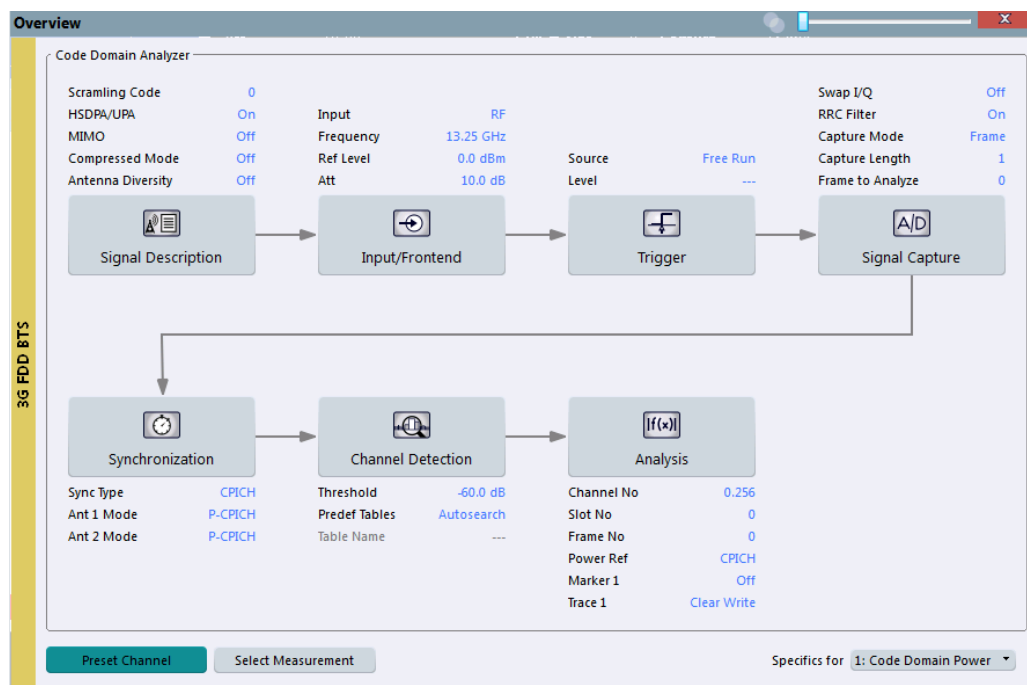 Overview
Code Domain Analyzer
Scramling Code 0
HSDPA/UPA On
MIMO Off
Compressed Mode Off
Antenna Diversity Off
Input RF
Frequency 13.25 GHz
Ref Level 0.0 dBm
Att 10.0 dB
Source Free Run
Level ---
Swap I/Q Off
RRC Filter On
Capture Mode Frame
Capture Length 1
Frame to Analyze 0
Signal Description
Input/Frontend
Trigger
A/D
Signal Capture
3G FDD BTS
Synchronization
Channel Detection
|f(x)|
Analysis
Sync Type CPICH
Ant 1 Mode P-CPICH
Ant 2 Mode P-CPICH
Threshold -60.0 dB
Predef Tables Autosearch
Table Name ---
Channel No 0.256
Slot No 0
Frame No 0
Power Ref CPICH
Marker 1 Off
Trace 1 Clear Write
Preset Channel
Select Measurement
Specifics for 1: Code Domain Power